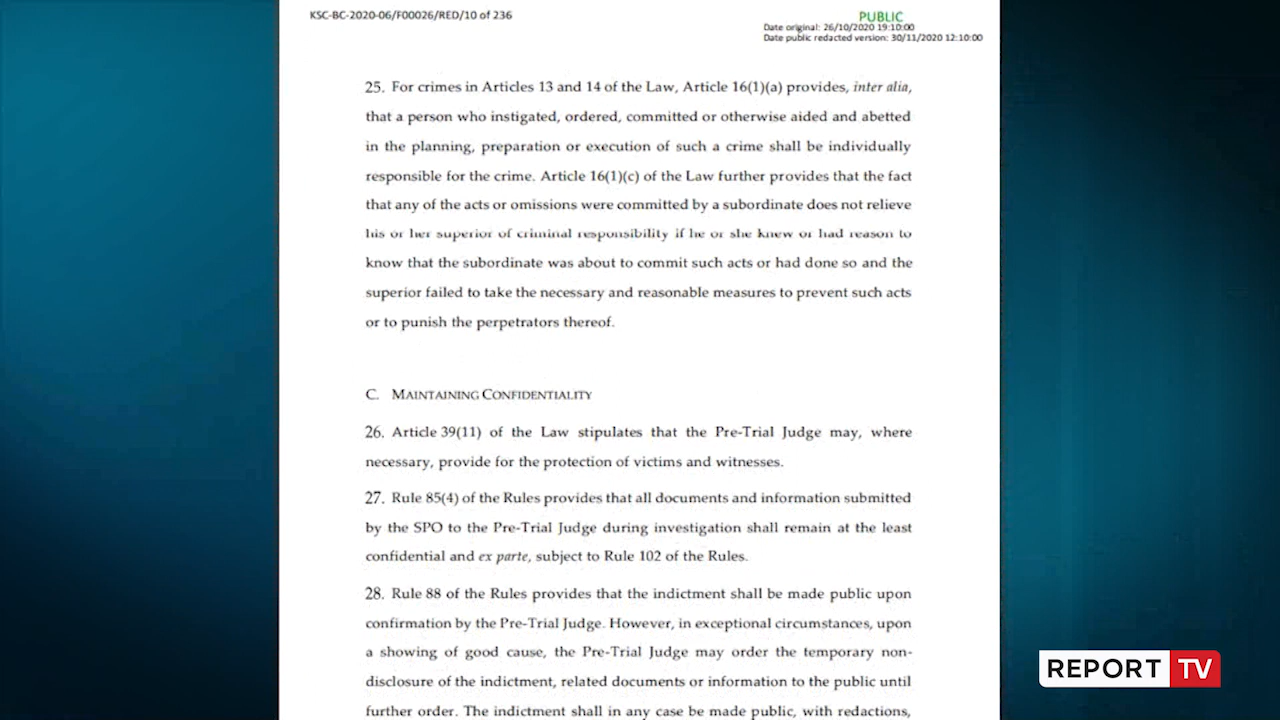 KSC-BC-2020-06/F00026/RED/10 of 236
PUBLIC
Date original: 26/10/2020 19:10:00
Date public redacted version: 30/11/2020 12:10:00
25. For crimes in Articles 13 and 14 of the Law, Article 16(1)(a) provides, inter alia,
that a person who instigated, ordered, committed or otherwise aided and abetted
in the planning, preparation or execution of such a crime shall be individually
responsible for the crime. Article 16(1)(c) of the Law further provides that the fact
that any of the acts or omissions were committed by a subordinate does not relieve
his or her superior of criminal responsibility if he or she knew or had reason to
know that the subordinate was about to commit such acts or had done so and the
superior failed to take the necessary and reasonable measures to prevent such acts
or to punish the perpetrators thereof.
C. MAINTAINING CONFIDENTIALITY
26. Article 39(11) of the Law stipulates that the Pre-Trial Judge may, where
necessary, provide for the protection of victims and witnesses.
27. Rule 85(4) of the Rules provides that all documents and information submitted
by the SPO to the Pre-Trial Judge during investigation shall remain at the least
confidential and ex parte, subject to Rule 102 of the Rules.
28. Rule 88 of the Rules provides that the indictment shall be made public upon
confirmation by the Pre-Trial Judge. However, in exceptional circumstances, upon
a showing of good cause, the Pre-Trial Judge may order the temporary non-
disclosure of the indictment, related documents or information to the public until
further order. The indictment shall in any case be made public, with redactions,
REPORT TV